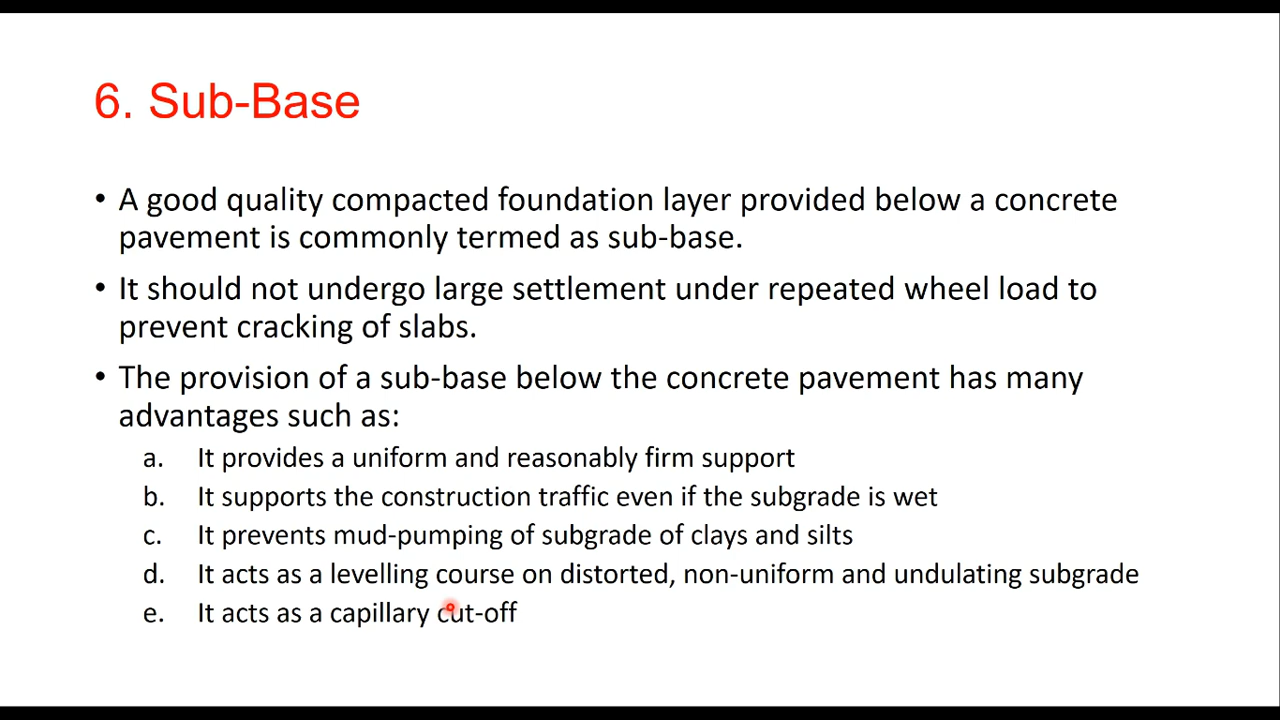 6. Sub-Base
• A good quality compacted foundation layer provided below a concrete
pavement is commonly termed as sub-base.
• It should not undergo large settlement under repeated wheel load to
prevent cracking of slabs.
• The provision of a sub-base below the concrete pavement has many
advantages such as:
a. It provides a uniform and reasonably firm support
b. It supports the construction traffic even if the subgrade is wet
c. It prevents mud-pumping of subgrade of clays and silts
d. It acts as a levelling course on distorted, non-uniform and undulating subgrade
e. It acts as a capillary cut-off